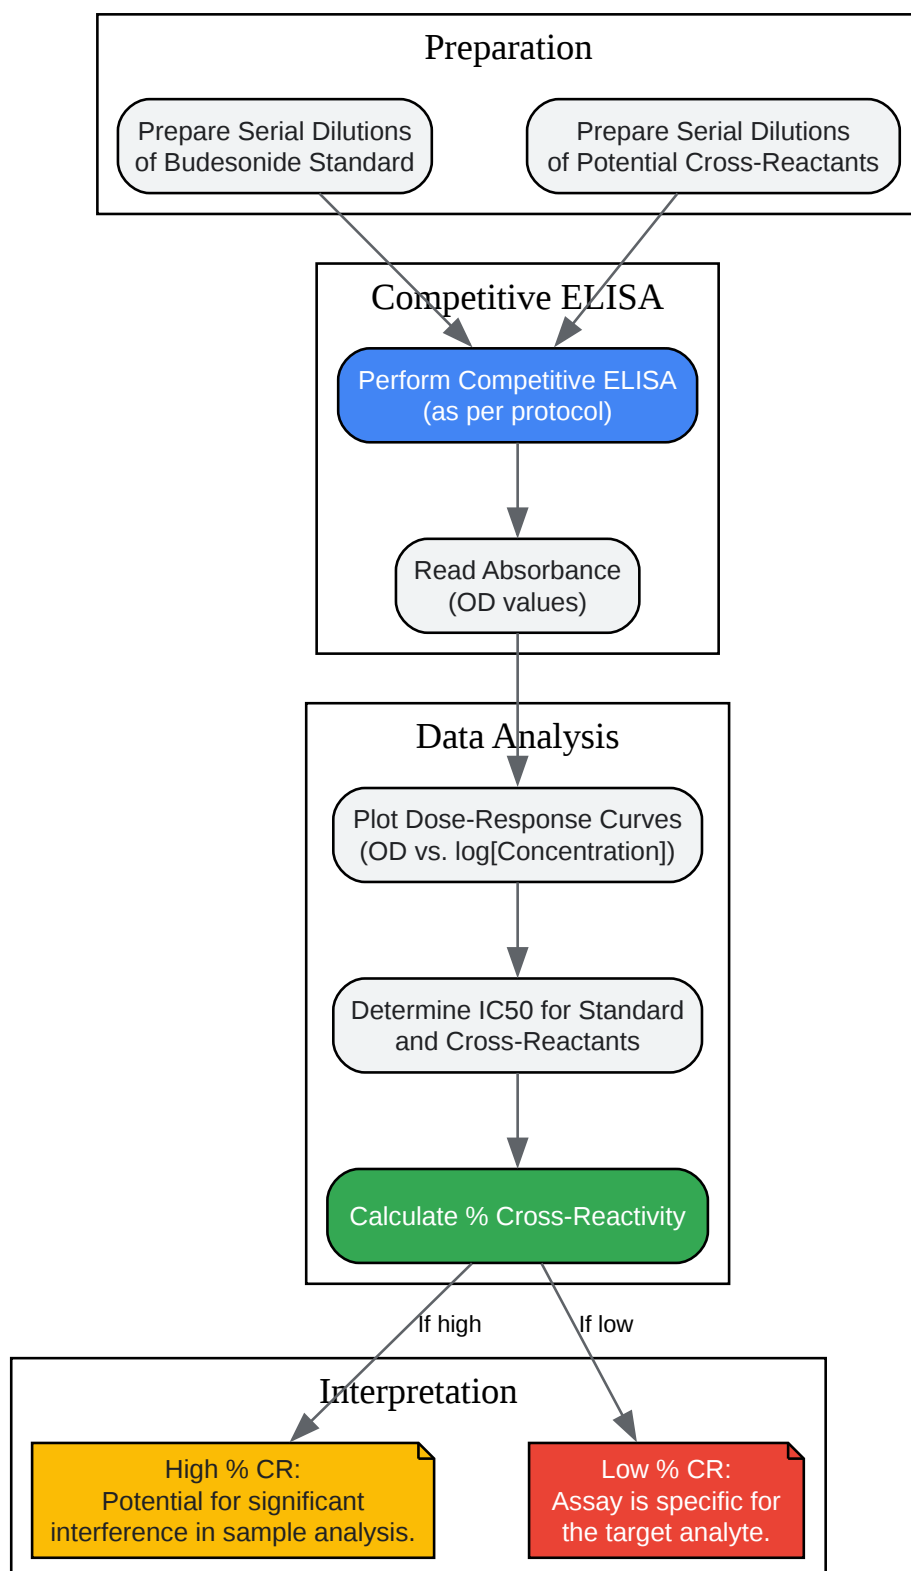 Preparation
Prepare Serial Dilutions
of Budesonide Standard
Prepare Serial Dilutions
of Potential Cross-Reactants
Competitive ELISA
Perform Competitive ELISA
(as per protocol)
Read Absorbance
(OD values)
Data Analysis
Plot Dose-Response Curves
(OD vs. log[Concentration])
Determine IC50 for Standard
and Cross-Reactants
Calculate % Cross-Reactivity
If high
If low
Interpretation
High % CR:
Potential for significant
interference in sample analysis.
Low % CR:
Assay is specific for
the target analyte.